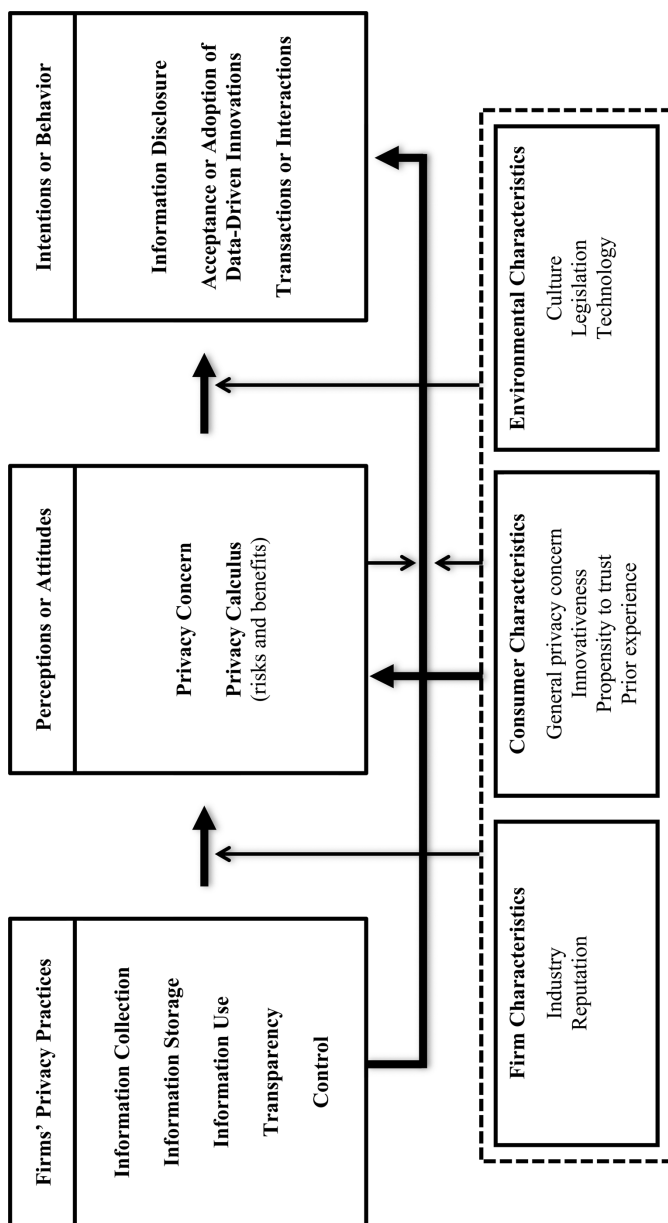 Firms’ Privacy Practices
Information Collection
Information Storage
Information Use
Transparency
Control
Perceptions or Attitudes
Privacy Concern
Privacy Calculus
(risks and benefits)
Intentions or Behavior
Information Disclosure
Acceptance or Adoption of
Data-Driven Innovations
Transactions or Interactions
Firm Characteristics
Industry
Reputation
Consumer Characteristics
General privacy concern
Innovativeness
Propensity to trust
Prior experience
Environmental Characteristics
Culture
Legislation
Technology